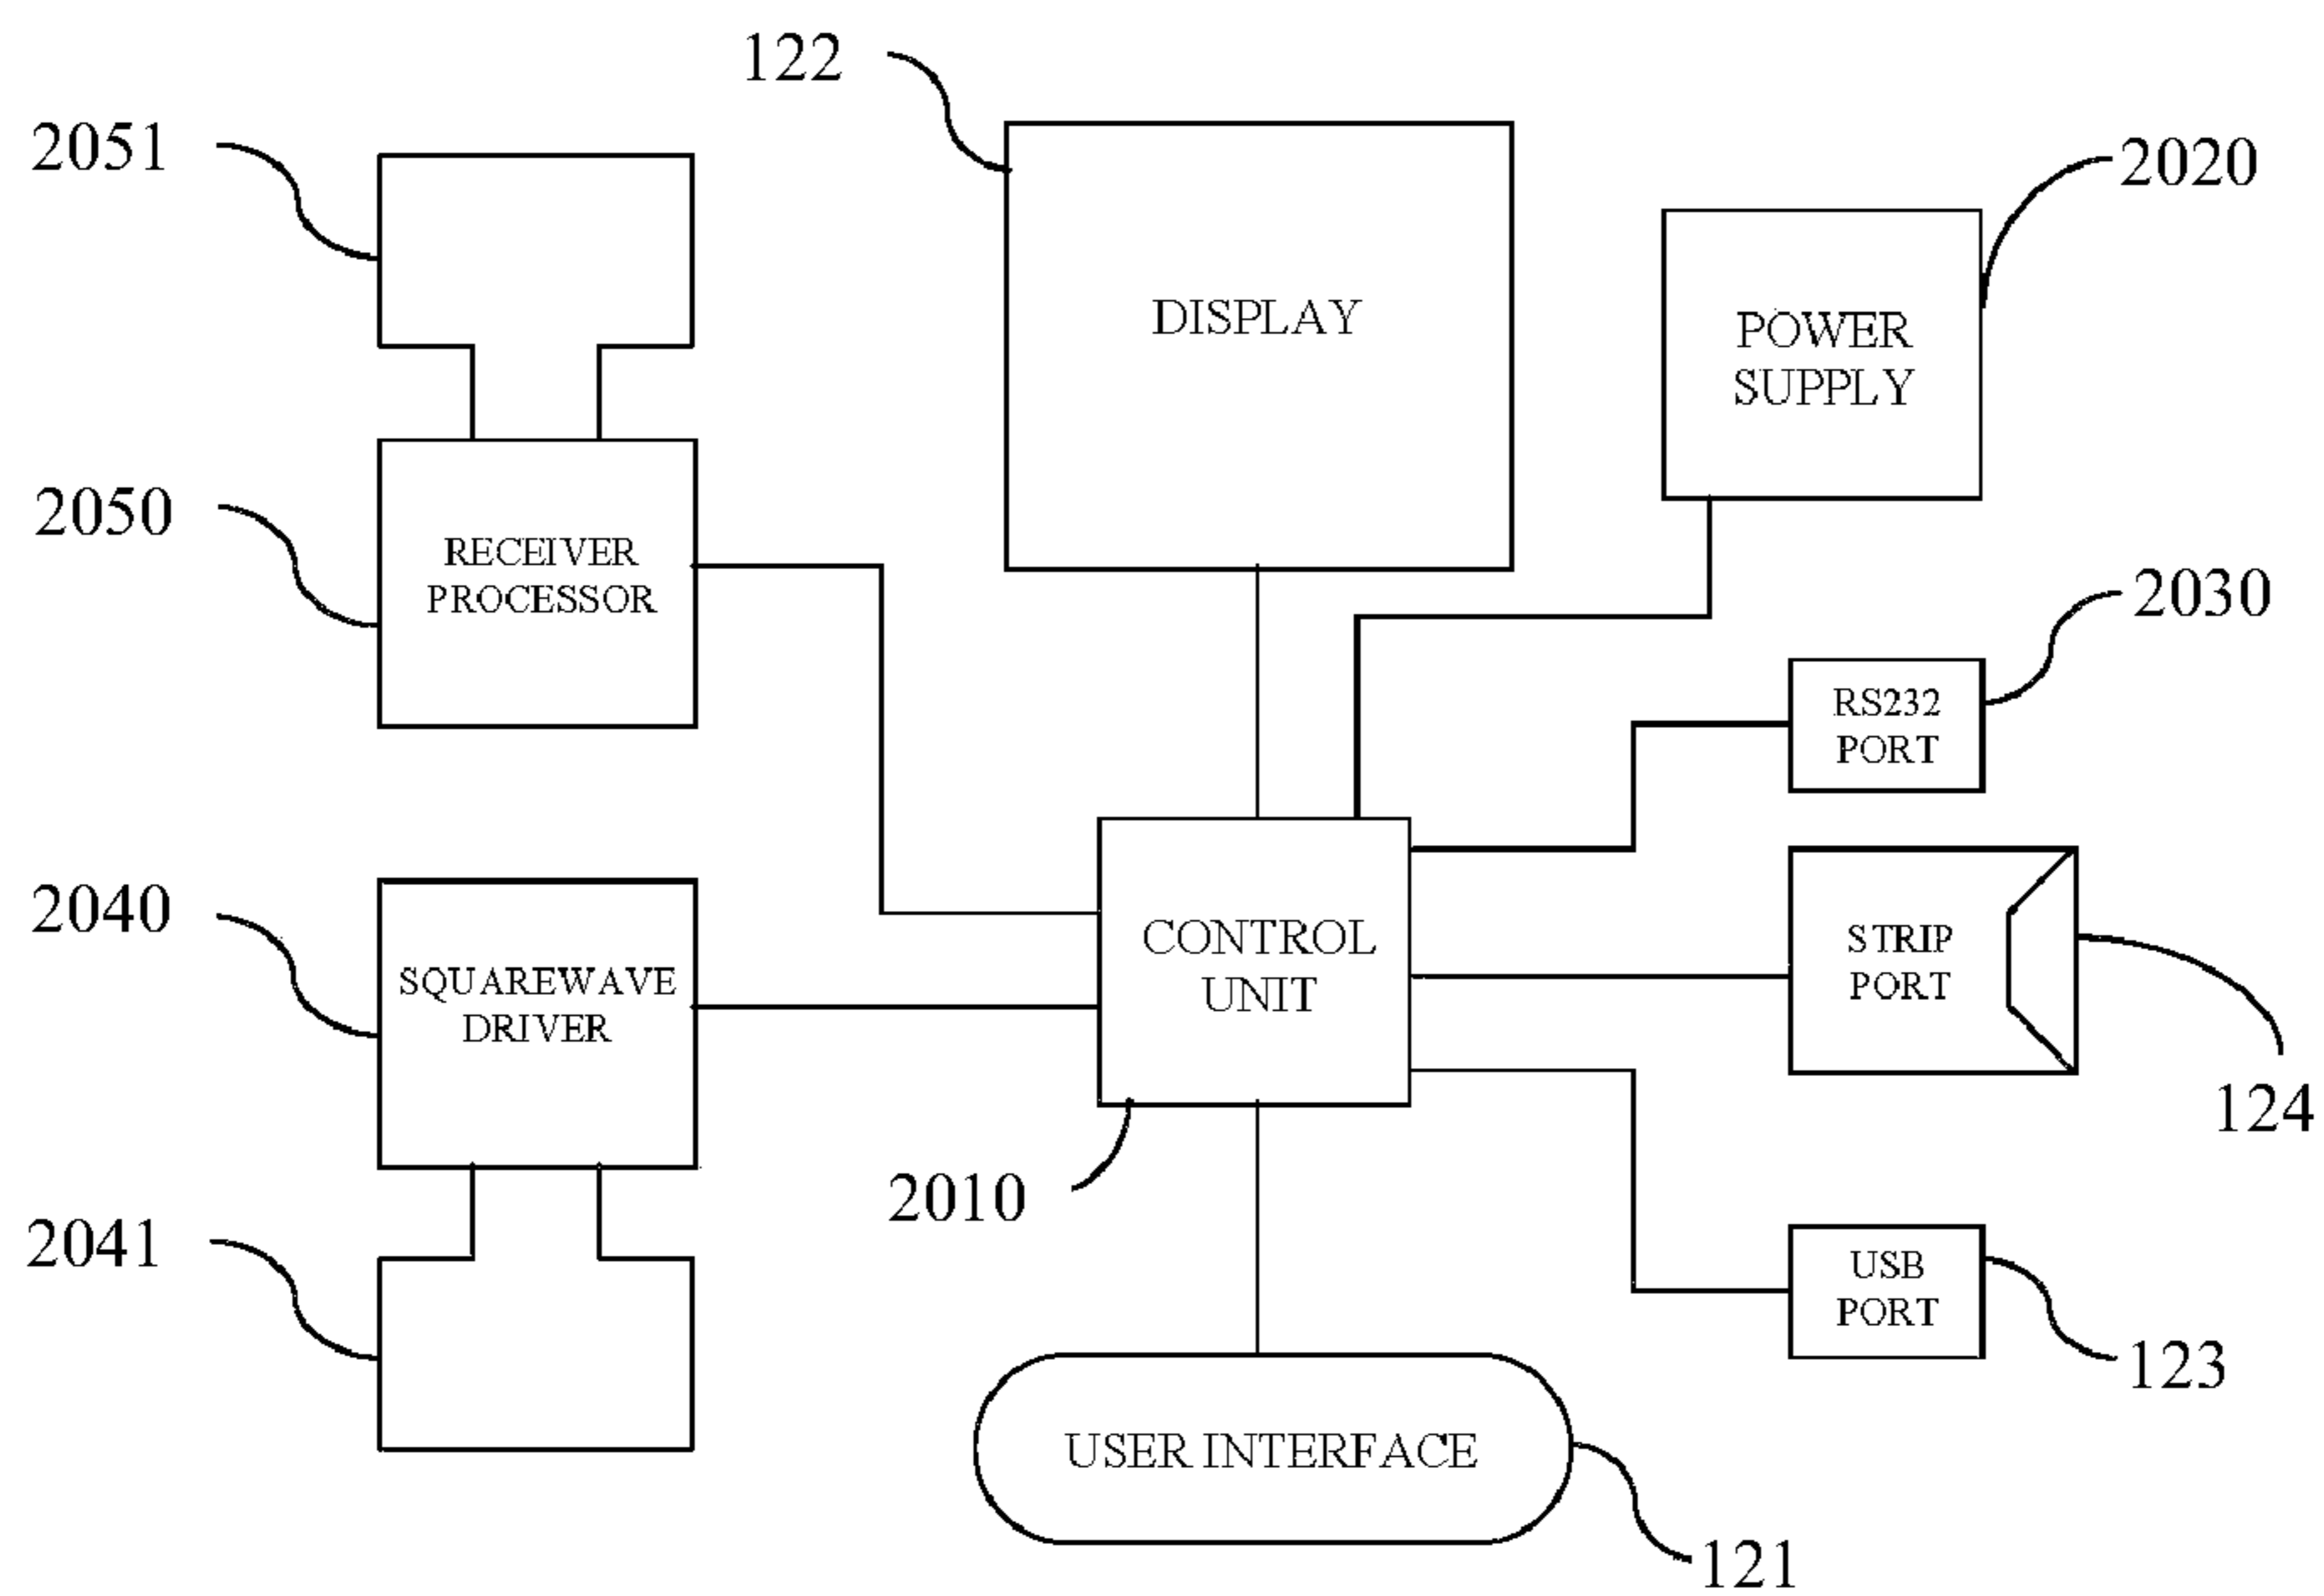 122
2051
2020
DISPLAY
POWER
SUPPLY
2050
RECEIVER
PROCESSOR
2030
RS232
PORT
2040
SQUAREWAVE
DRIVER
CONTROL
UNIT
STRIP
PORT
124
2010
2041
USB
PORT
123
USER INTERFACE
121